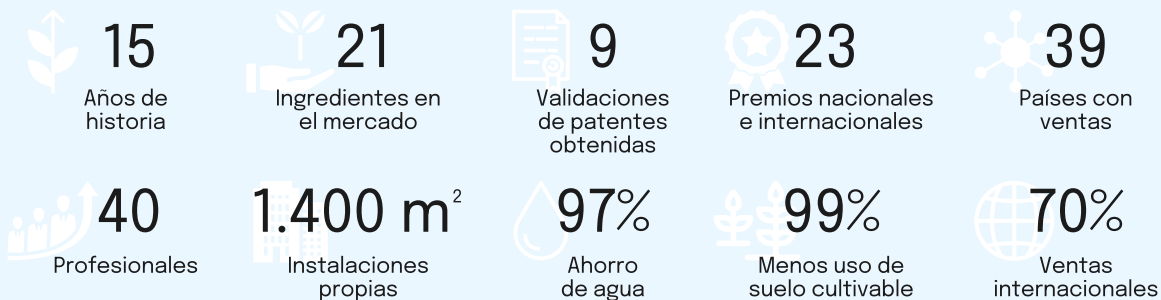 15
Años de
historia
21
Ingredientes en
el mercado
9
Validaciones
de patentes
obtenidas
23
Premios nacionales
e internacionales
39
Países con
ventas
40
Profesionales
1.400 m²
Instalaciones
propias
97%
Ahorro
de agua
99%
Menos uso de
suelo cultivable
70%
Ventas
internacionales